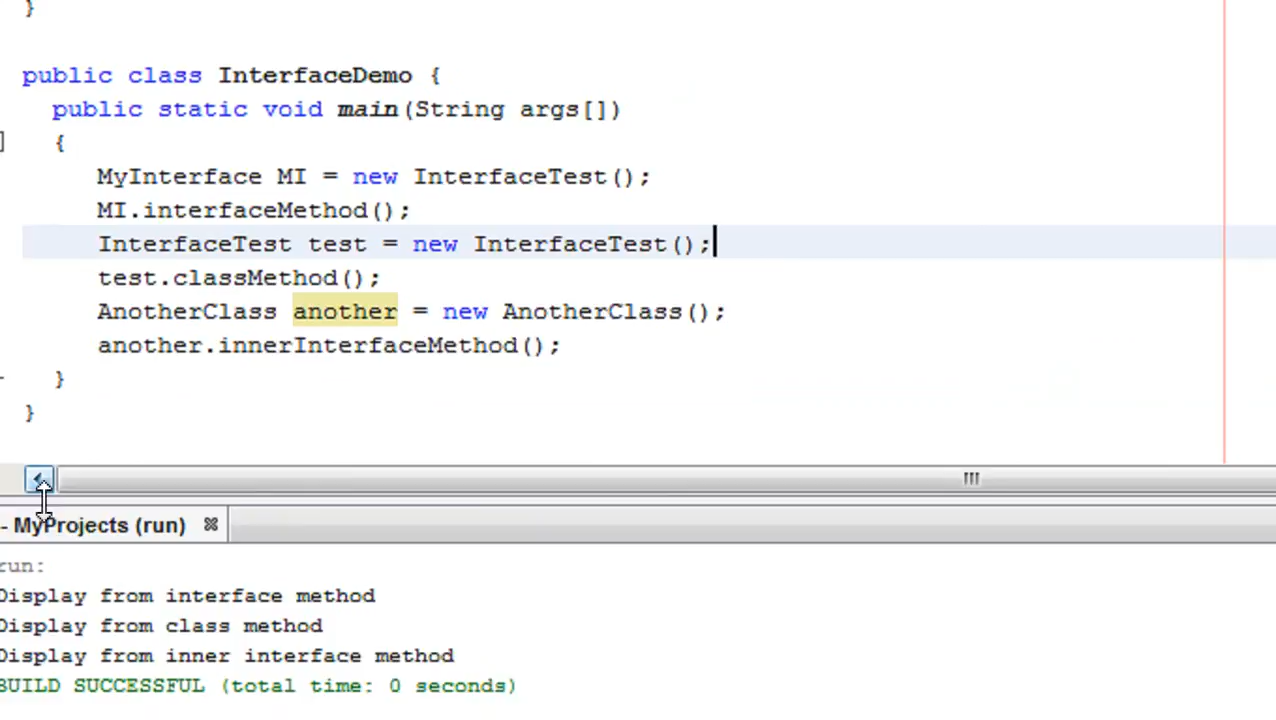 }
public class InterfaceDemo {
public static void main(String args[])
{
MyInterface MI = new InterfaceTest();
MI.interfaceMethod();
InterfaceTest test = new InterfaceTest();
test.classMethod();
AnotherClass another = new AnotherClass();
another.innerInterfaceMethod();
}
}
- MyProjects (run)
run:
Display from interface method
Display from class method
Display from inner interface method
BUILD SUCCESSFUL (total time: 0 seconds)